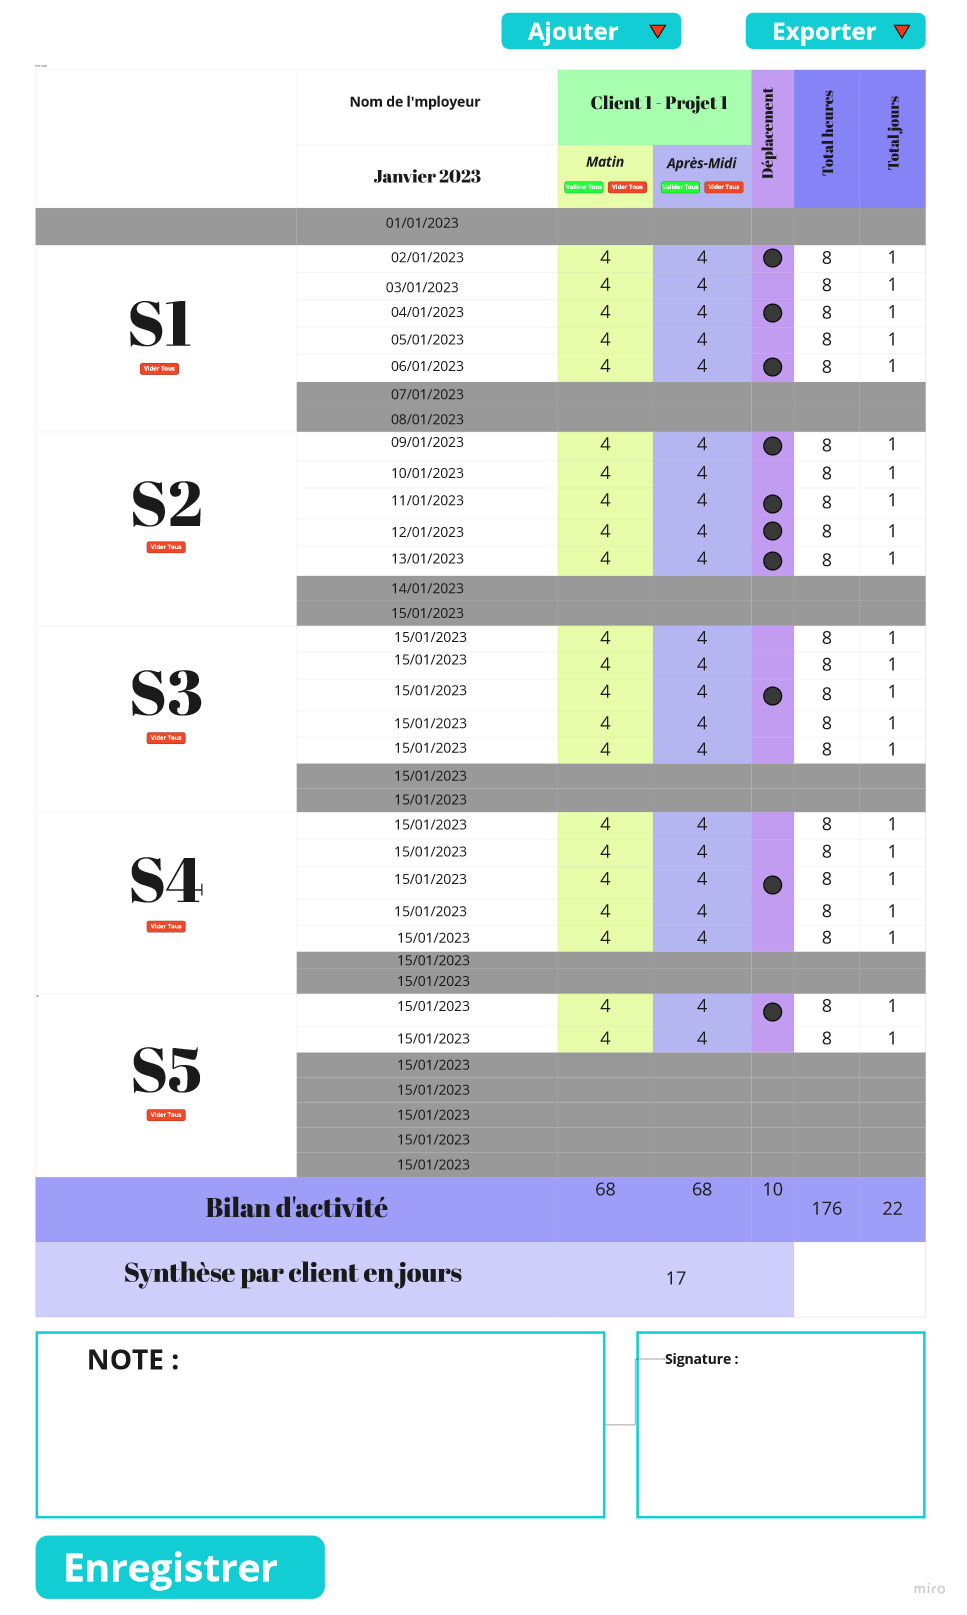 Ajouter
Exporter
Nom de l'mployeur
Client 1 - Projet 1
Déplacement
Total heures
Total jours
Janvier 2023
Matin
Après-Midi
Valider Tous Vider Tous
Valider Tous Vider Tous
01/01/2023
S1
Vider Tous
02/01/2023 4 4 8 1
03/01/2023 4 4 8 1
04/01/2023 4 4 8 1
05/01/2023 4 4 8 1
06/01/2023 4 4 8 1
07/01/2023
08/01/2023
S2
Vider Tous
09/01/2023 4 4 8 1
10/01/2023 4 4 8 1
11/01/2023 4 4 8 1
12/01/2023 4 4 8 1
13/01/2023 4 4 8 1
14/01/2023
15/01/2023
S3
Vider Tous
15/01/2023 4 4 8 1
15/01/2023 4 4 8 1
15/01/2023 4 4 8 1
15/01/2023 4 4 8 1
15/01/2023 4 4 8 1
15/01/2023
15/01/2023
S4
Vider Tous
15/01/2023 4 4 8 1
15/01/2023 4 4 8 1
15/01/2023 4 4 8 1
15/01/2023 4 4 8 1
15/01/2023 4 4 8 1
15/01/2023
15/01/2023
S5
Vider Tous
15/01/2023 4 4 8 1
15/01/2023 4 4 8 1
15/01/2023
15/01/2023
15/01/2023
15/01/2023
15/01/2023
Bilan d'activité 68 68 10 176 22
Synthèse par client en jours 17
NOTE :
Signature :
Enregistrer
miro